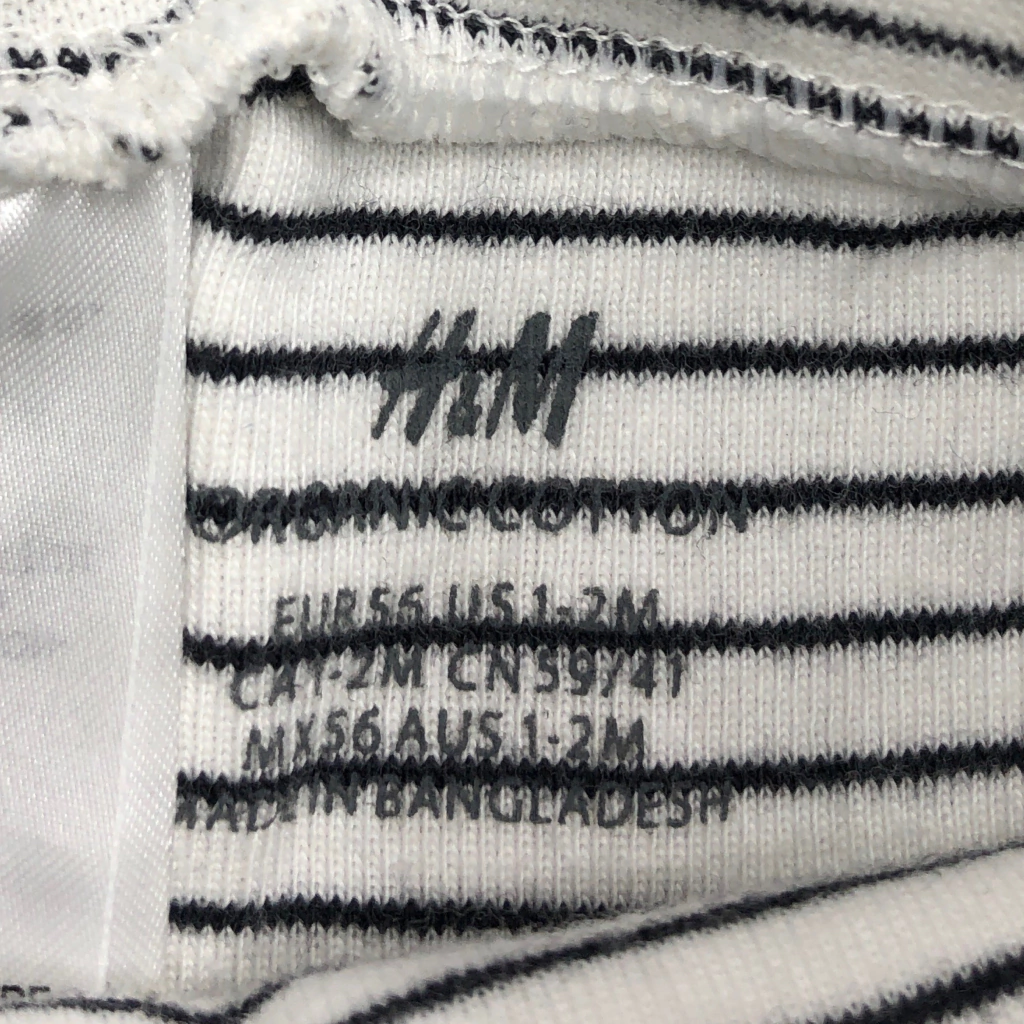 H&M
ORGANIC COTTON
EUR 56 US 1-2M
CA 1-2M CN 59/41
MX 56 AUS 1-2M
MADE IN BANGLADESH